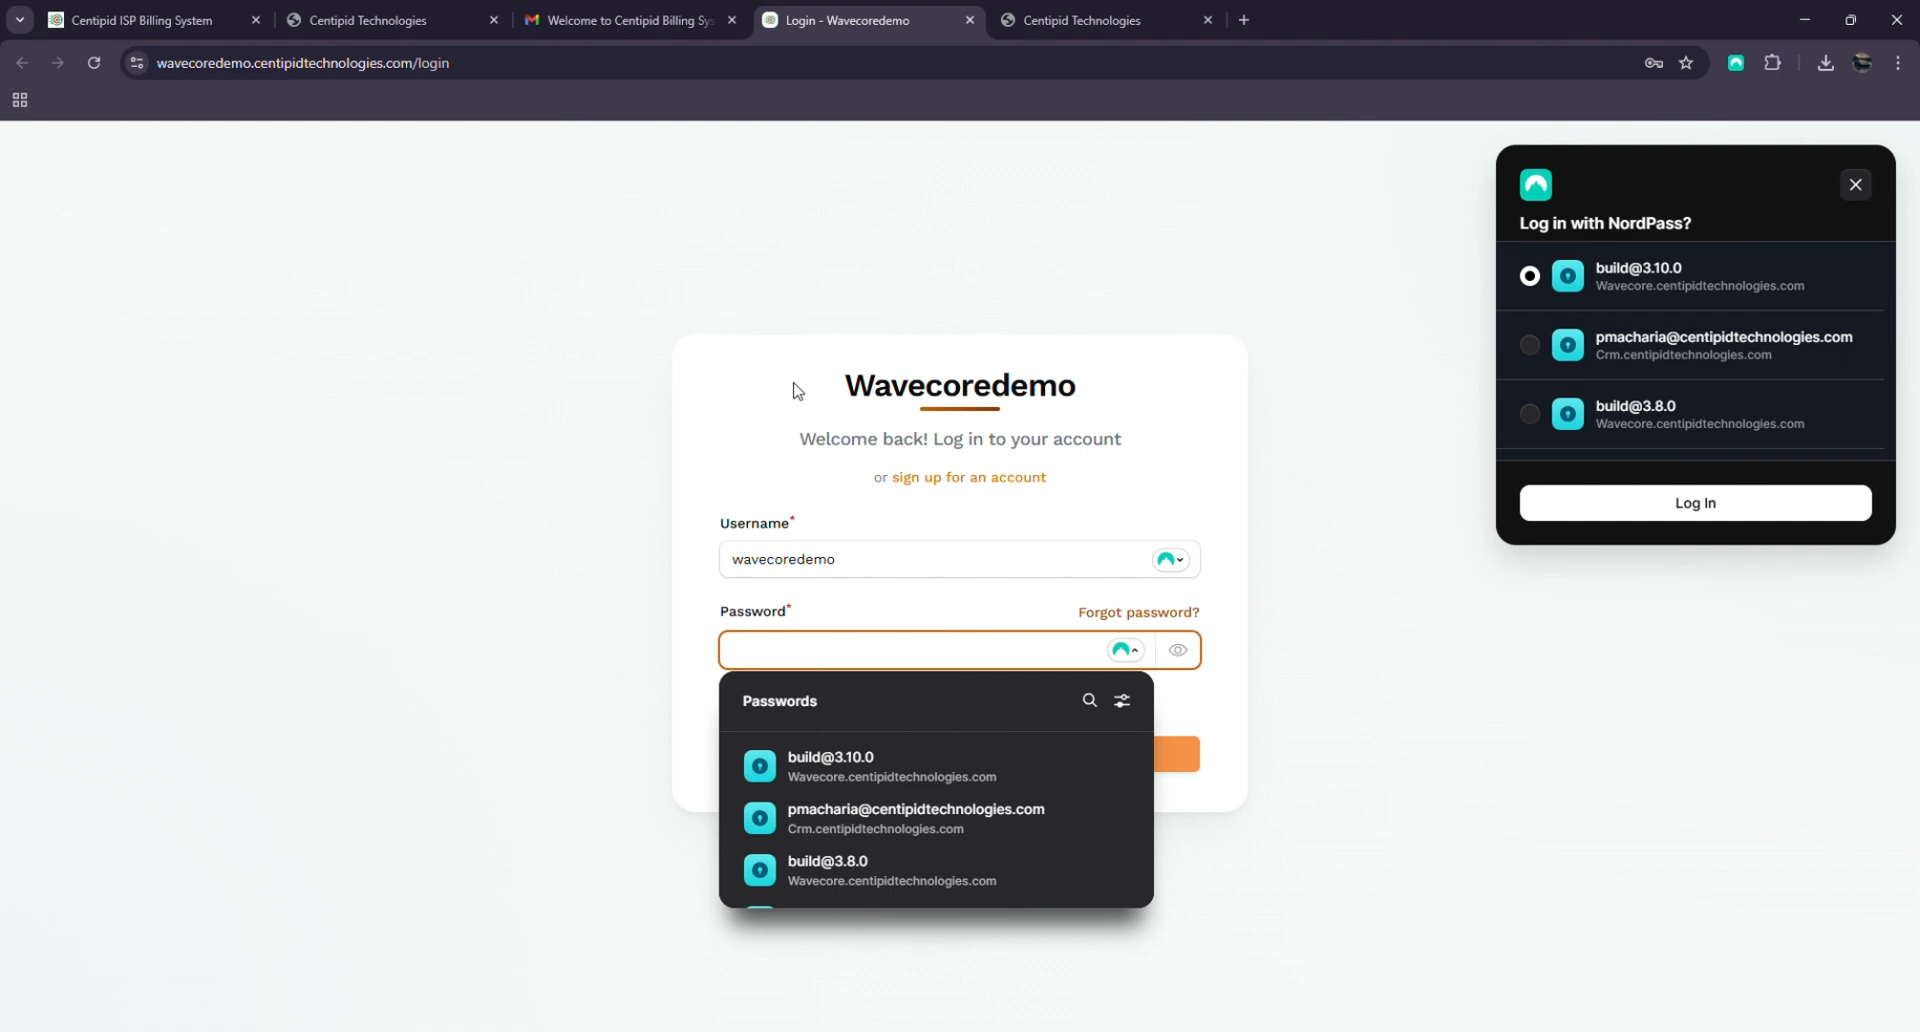 Centipid ISP Billing System
Centipid Technologies
Welcome to Centipid Billing Sy
Login - Wavecoredemo
Centipid Technologies
wavecoredemo.centipidtechnologies.com/login
Log in with NordPass?
build@3.10.0
Wavecore.centipidtechnologies.com
pmacharia@centipidtechnologies.com
Crm.centipidtechnologies.com
build@3.8.0
Wavecore.centipidtechnologies.com
Log In
Wavecoredemo
Welcome back! Log in to your account
or sign up for an account
Username*
wavecoredemo
Password*
Forgot password?
Passwords
build@3.10.0
Wavecore.centipidtechnologies.com
pmacharia@centipidtechnologies.com
Crm.centipidtechnologies.com
build@3.8.0
Wavecore.centipidtechnologies.com